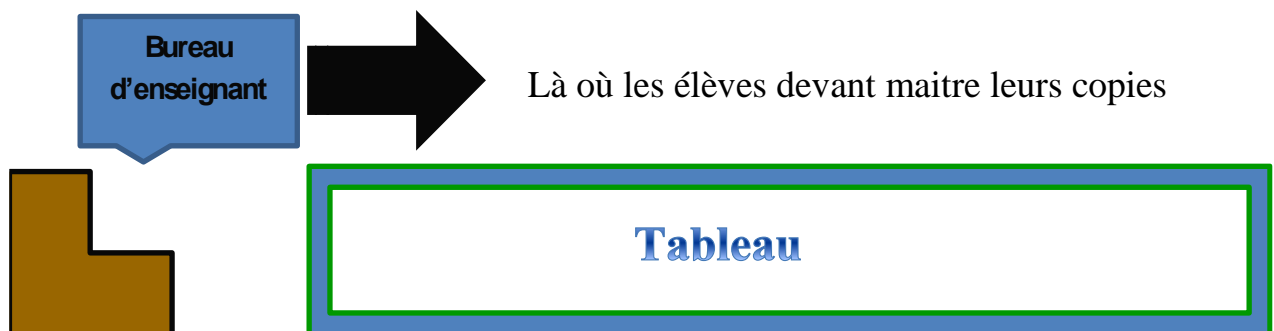 Bureau
d'enseignant
Là où les élèves devant maitre leurs copies
Tableau